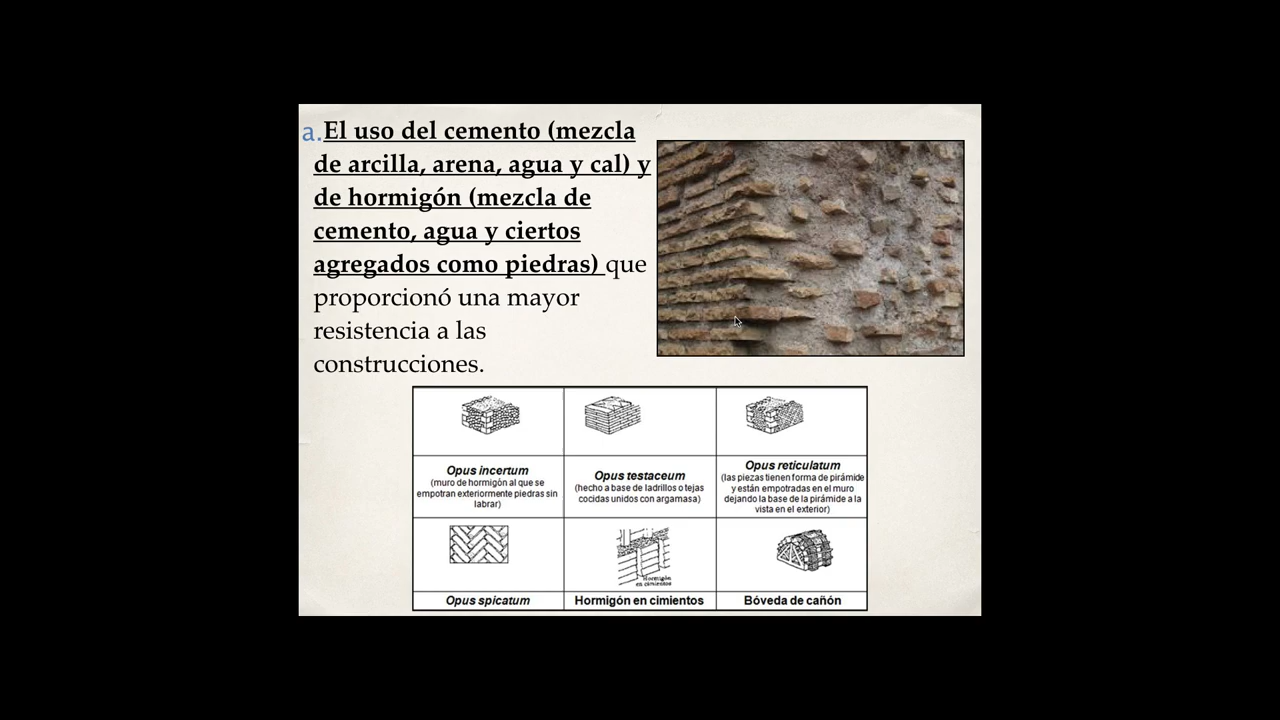 a.El uso del cemento (mezcla
de arcilla, arena, agua y cal) y
de hormigón (mezcla de
cemento, agua y ciertos
agregados como piedras) que
proporcionó una mayor
resistencia a las
construcciones.
Opus incertum
(muro de hormigón al que se
empotran exteriormente piedras sin
labrar)
Opus testaceum
(hecho a base de ladrillos o tejas
cocidas unidos con argamasa)
Opus reticulatum
(las piezas tienen forma de pirámide
y están empotradas en el muro
dejando la base de la pirámide a la
vista en el exterior)
Hormigón
en cimientos
Opus spicatum
Hormigón en cimientos
Bóveda de cañón